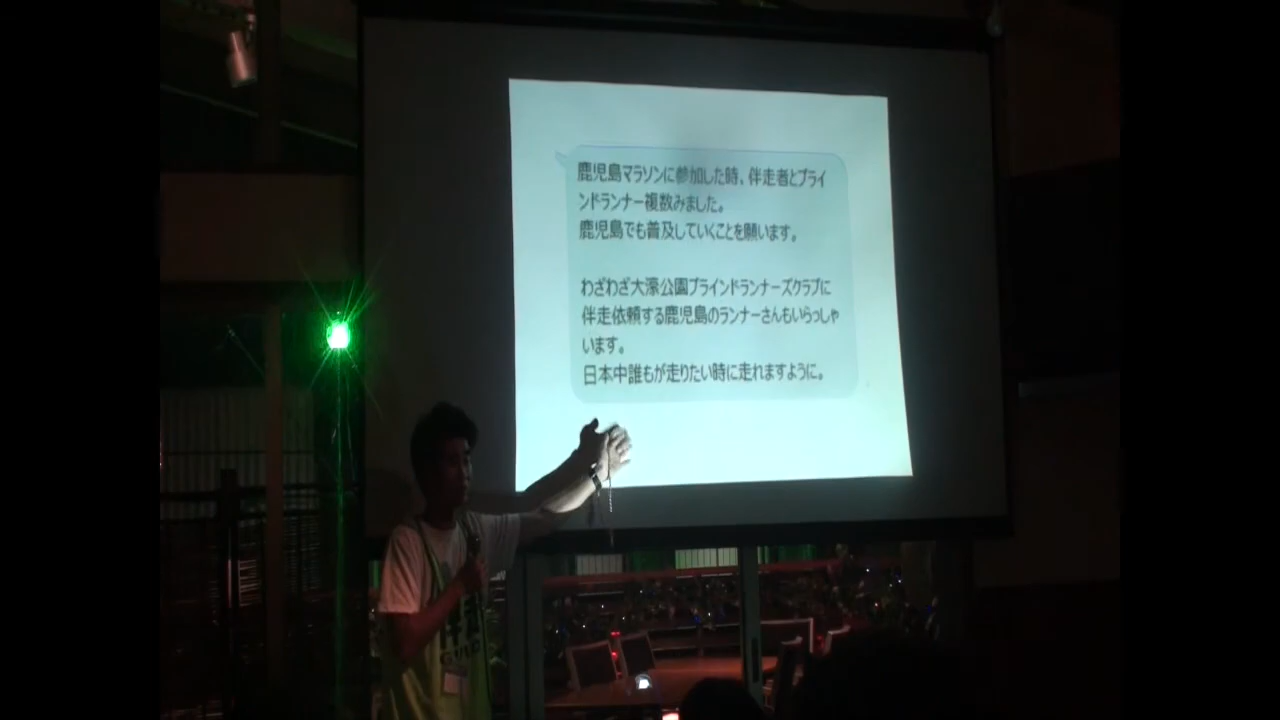 鹿児島マラソンに参加した時、伴走者とブライ
ンドランナー複数みました。
鹿児島でも普及していくことを願います。
わざわざ大濠公園ブラインドランナーズクラブに
伴走依頼する鹿児島のランナーさんもいらっしゃ
います。
日本中誰もが走りたい時に走れますように。